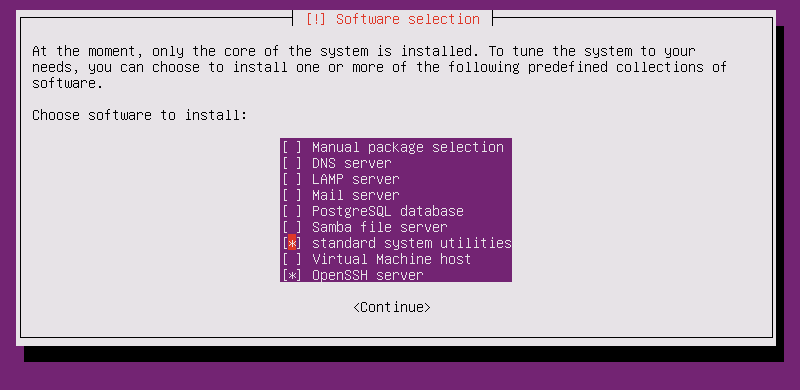 [!] Software selection
At the moment, only the core of the system is installed. To tune the system to your
needs, you can choose to install one or more of the following predefined collections of
software.
Choose software to install:
[ ] Manual package selection
[ ] DNS server
[ ] LAMP server
[ ] Mail server
[ ] PostgreSQL database
[ ] Samba file server
[*] standard system utilities
[ ] Virtual Machine host
[*] OpenSSH server
<Continue>